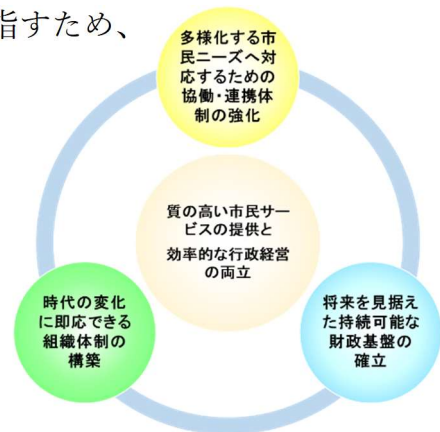 指すため、
多様化する市
民ニーズへ対
応するための
協働・連携体
制の強化
質の高い市民サー
ビスの提供と
効率的な行政経営
の両立
時代の変化
に即応できる
組織体制の
構築
将来を見据え
た持続可能な
財政基盤の
確立